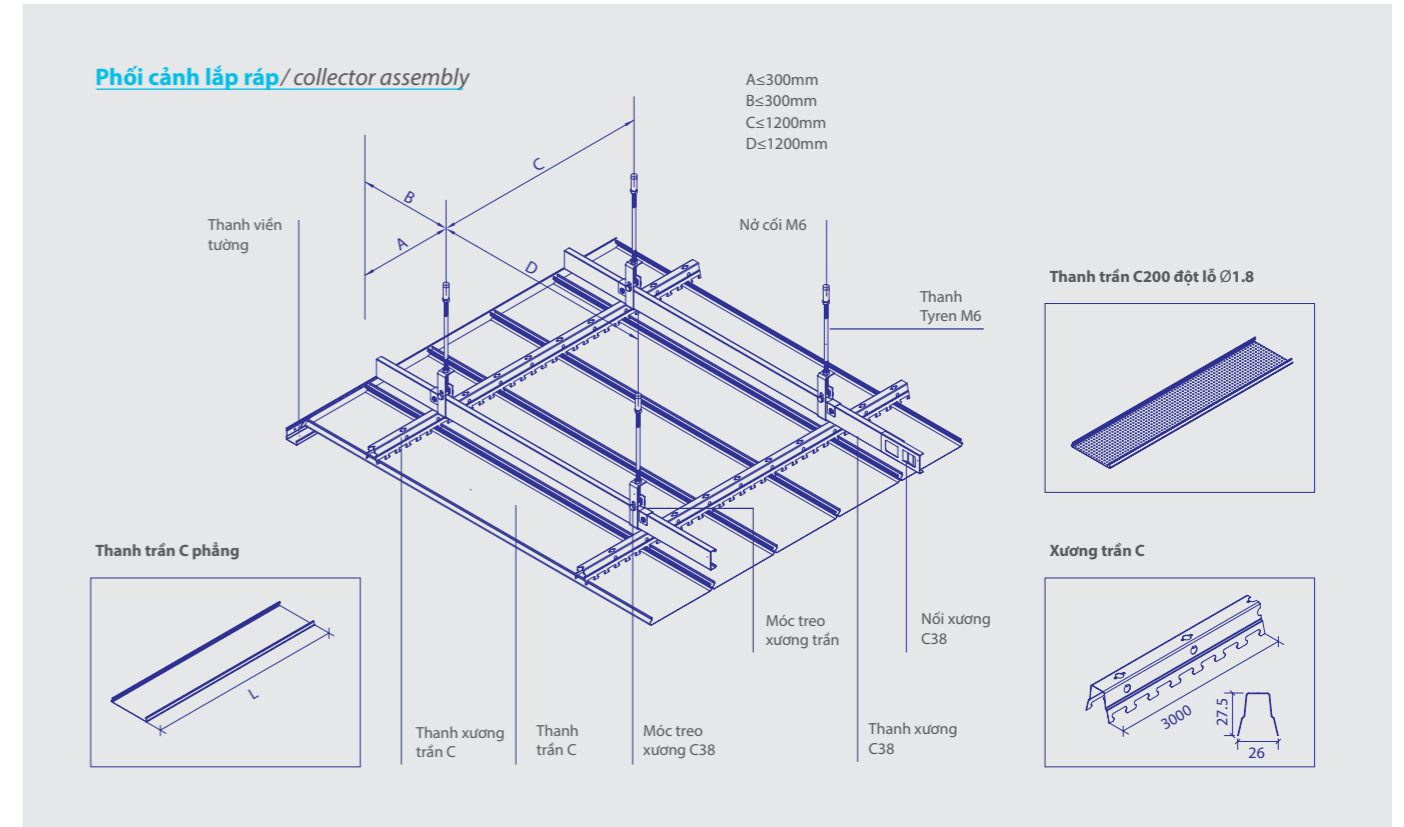 Phối cảnh lắp ráp/ collector assembly
A≤300mm
B≤300mm
C≤1200mm
D≤1200mm
C
B
A
D
Thanh viền
tường
Nở cối M6
Thanh
Tyren M6
Thanh trần C200 đột lỗ Ø1.8
Thanh trần C phẳng
L
Xương trần C
3000
27.5
26
Móc treo
xương trần
Nối xương
C38
Thanh xương
trần C
Thanh
trần C
Móc treo
xương C38
Thanh xương
C38